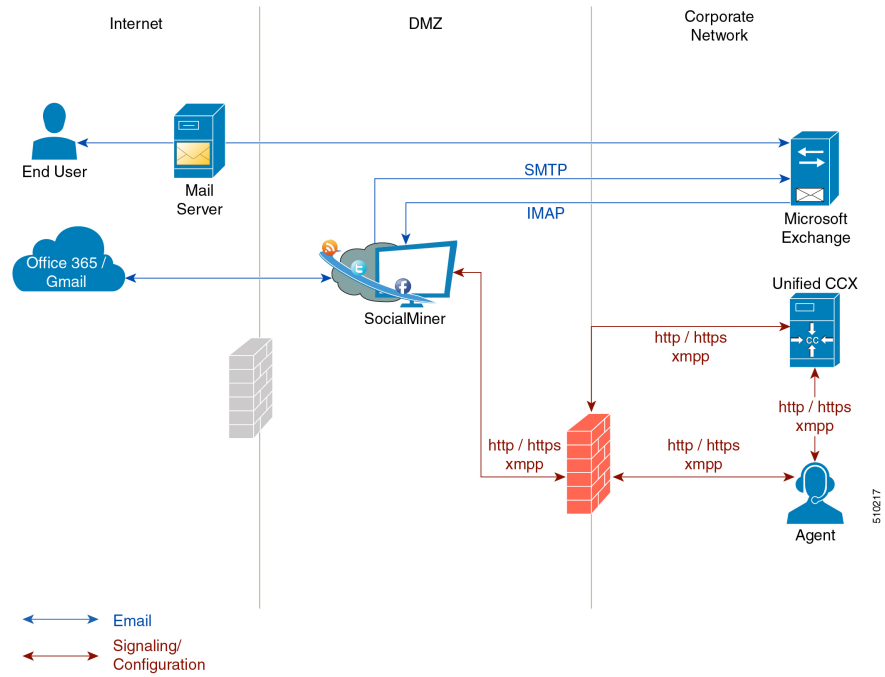 Internet
DMZ
Corporate
Network
End User
Mail
Server
SMTP
IMAP
Microsoft
Exchange
Office 365 /
Gmail
t
f
SocialMiner
Unified CCX
CC
http / https
xmpp
http / https
xmpp
http / https
xmpp
http / https
xmpp
Agent
510217
Email
Signaling/
Configuration